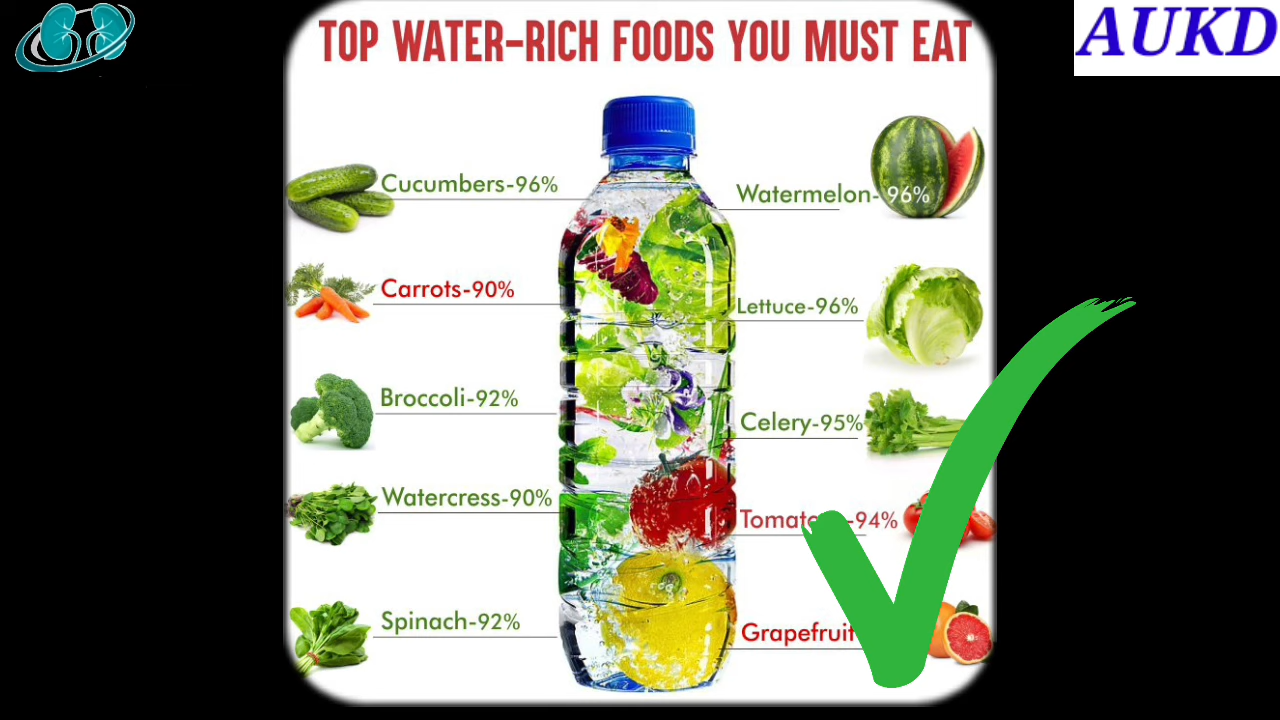 TOP WATER-RICH FOODS YOU MUST EAT
AUKD
Cucumbers-96%
Carrots-90%
Broccoli-92%
Watercress-90%
Spinach-92%
Watermelon- 96%
Lettuce-96%
Celery-95%
-94%
Grapefruit